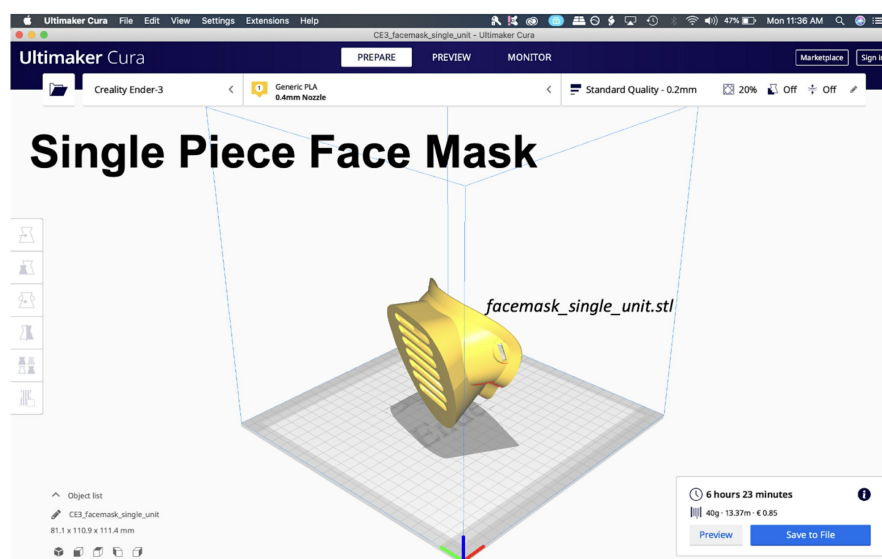 Ultimaker Cura File Edit View Settings Extensions Help 47% Mon 11:36 AM
CE3_facemask_single_unit - Ultimaker Cura
Ultimaker Cura PREPARE PREVIEW MONITOR Marketplace Sign in
Creality Ender-3 1 Generic PLA Standard Quality - 0.2mm 20% Off Off
0.4mm Nozzle
Single Piece Face Mask
facemask_single_unit.stl
Object list
CE3_facemask_single_unit
81.1 x 110.9 x 111.4 mm
6 hours 23 minutes
40g · 13.37m · € 0.85
Preview Save to File